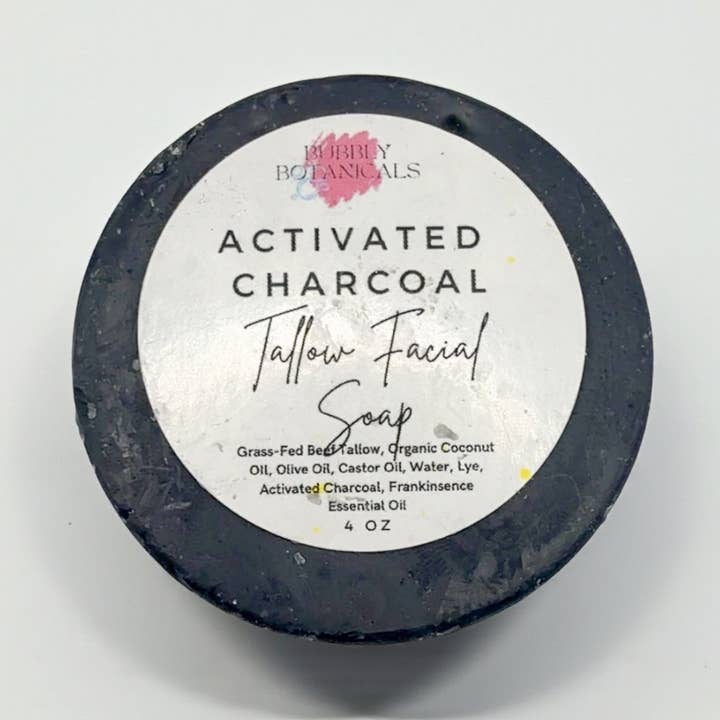 BUBBLY
BOTANICALS
ACTIVATED
CHARCOAL
Tallow Facial
Soap
Grass-Fed Beef Tallow, Organic Coconut
Oil, Olive Oil, Castor Oil, Water, Lye,
Activated Charcoal, Frankinsence
Essential Oil
4 OZ